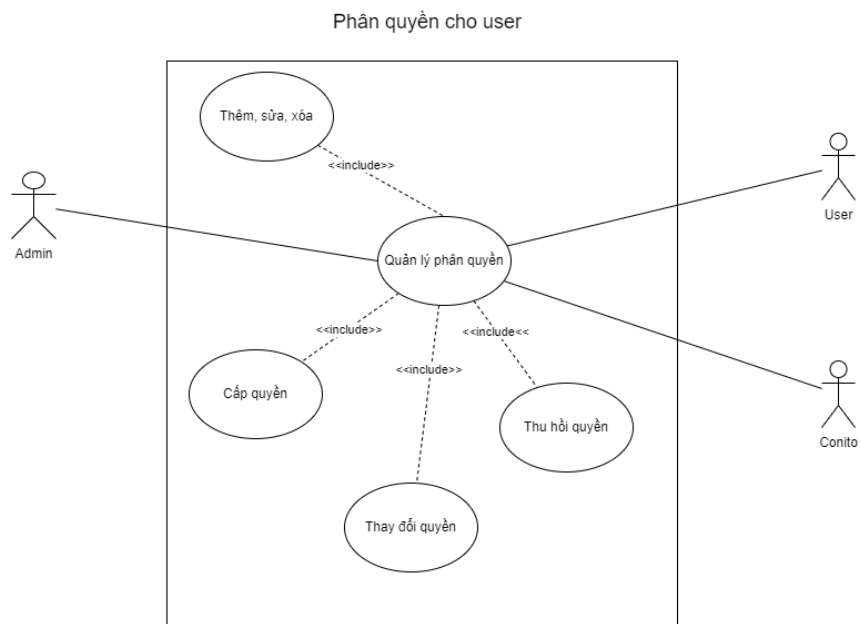 Phân quyền cho user
Thêm, sửa, xóa
<<include>>
User
Admin
Quản lý phân quyền
<<include>>
<<include<<
<<include>>
Cấp quyền
Thu hồi quyền
Conito
Thay đổi quyền